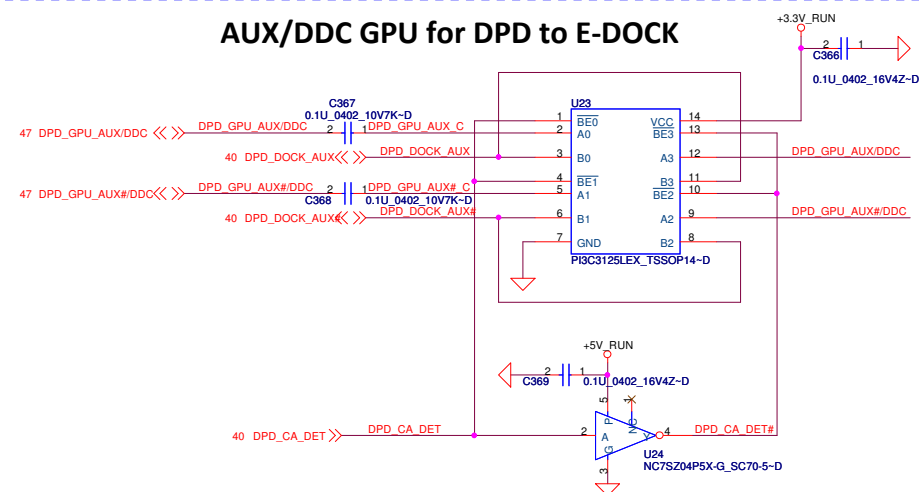 AUX/DDC GPU for DPD to E-DOCK
+3.3V_RUN
2 1
C366
0.1U_0402_16V4Z~D
C367
0.1U_0402_10V7K~D
U23
47 DPD_GPU_AUX/DDC DPD_GPU_AUX/DDC 2 1 DPD_GPU_AUX_C
1 BE0 VCC 14
2 A0 BE3 13
40 DPD_DOCK_AUX DPD_DOCK_AUX 3 B0 A3 12 DPD_GPU_AUX/DDC
4 BE1 B3 11
47 DPD_GPU_AUX#/DDC DPD_GPU_AUX#/DDC 2 1 DPD_GPU_AUX#_C 5 A1 BE2 10
C368 0.1U_0402_10V7K~D
40 DPD_DOCK_AUX# DPD_DOCK_AUX# 6 B1 A2 9 DPD_GPU_AUX#/DDC
7 GND B2 8
PI3C3125LEX_TSSOP14~D
+5V_RUN
2 1
C369 0.1U_0402_16V4Z~D
5 P NC 1
40 DPD_CA_DET DPD_CA_DET 2 A Y 4 DPD_CA_DET#
G 3
U24
NC7SZ04P5X-G_SC70-5~D